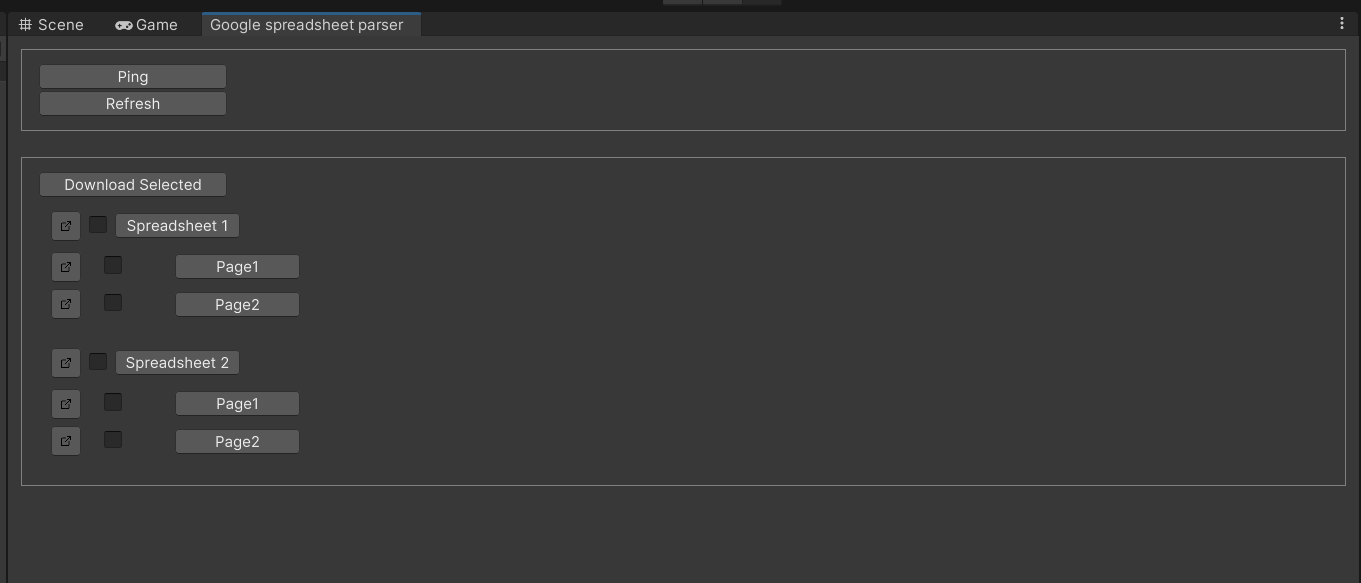 Scene Game Google spreadsheet parser
Ping
Refresh
Download Selected
Spreadsheet 1
Page1
Page2
Spreadsheet 2
Page1
Page2